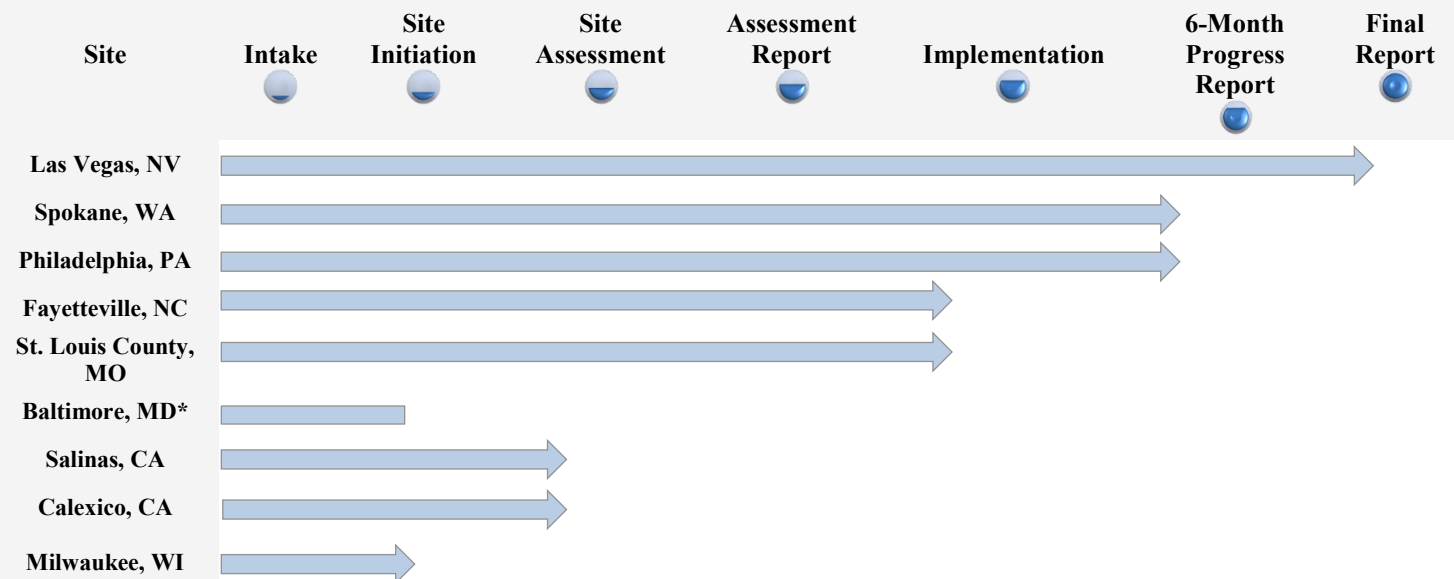 Site
Intake
Site
Initiation
Site
Assessment
Assessment
Report
Implementation
6-Month
Progress
Report
Final
Report
Las Vegas, NV
Spokane, WA
Philadelphia, PA
Fayetteville, NC
St. Louis County,
MO
Baltimore, MD*
Salinas, CA
Calexico, CA
Milwaukee, WI